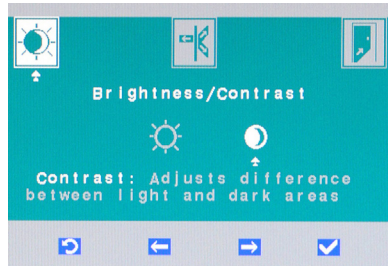 Brightness/Contrast
Contrast: Adjusts difference
between light and dark areas